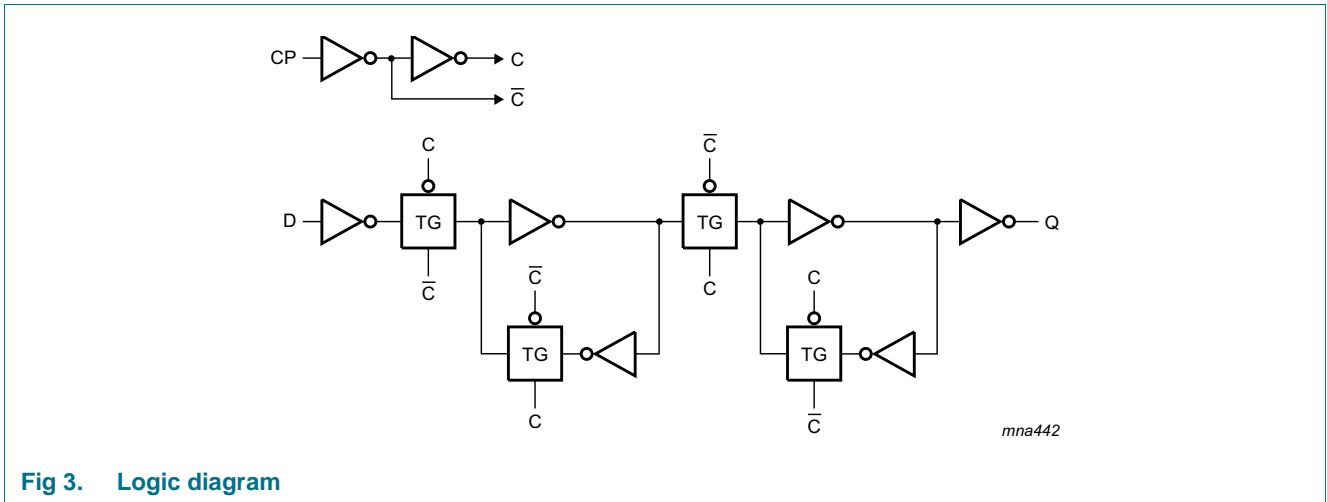 CP
C
C̅
C
C̅
D
TG
TG
Q
C̅
C̅
C
C
TG
TG
C
C̅
mna442
Fig 3. Logic diagram